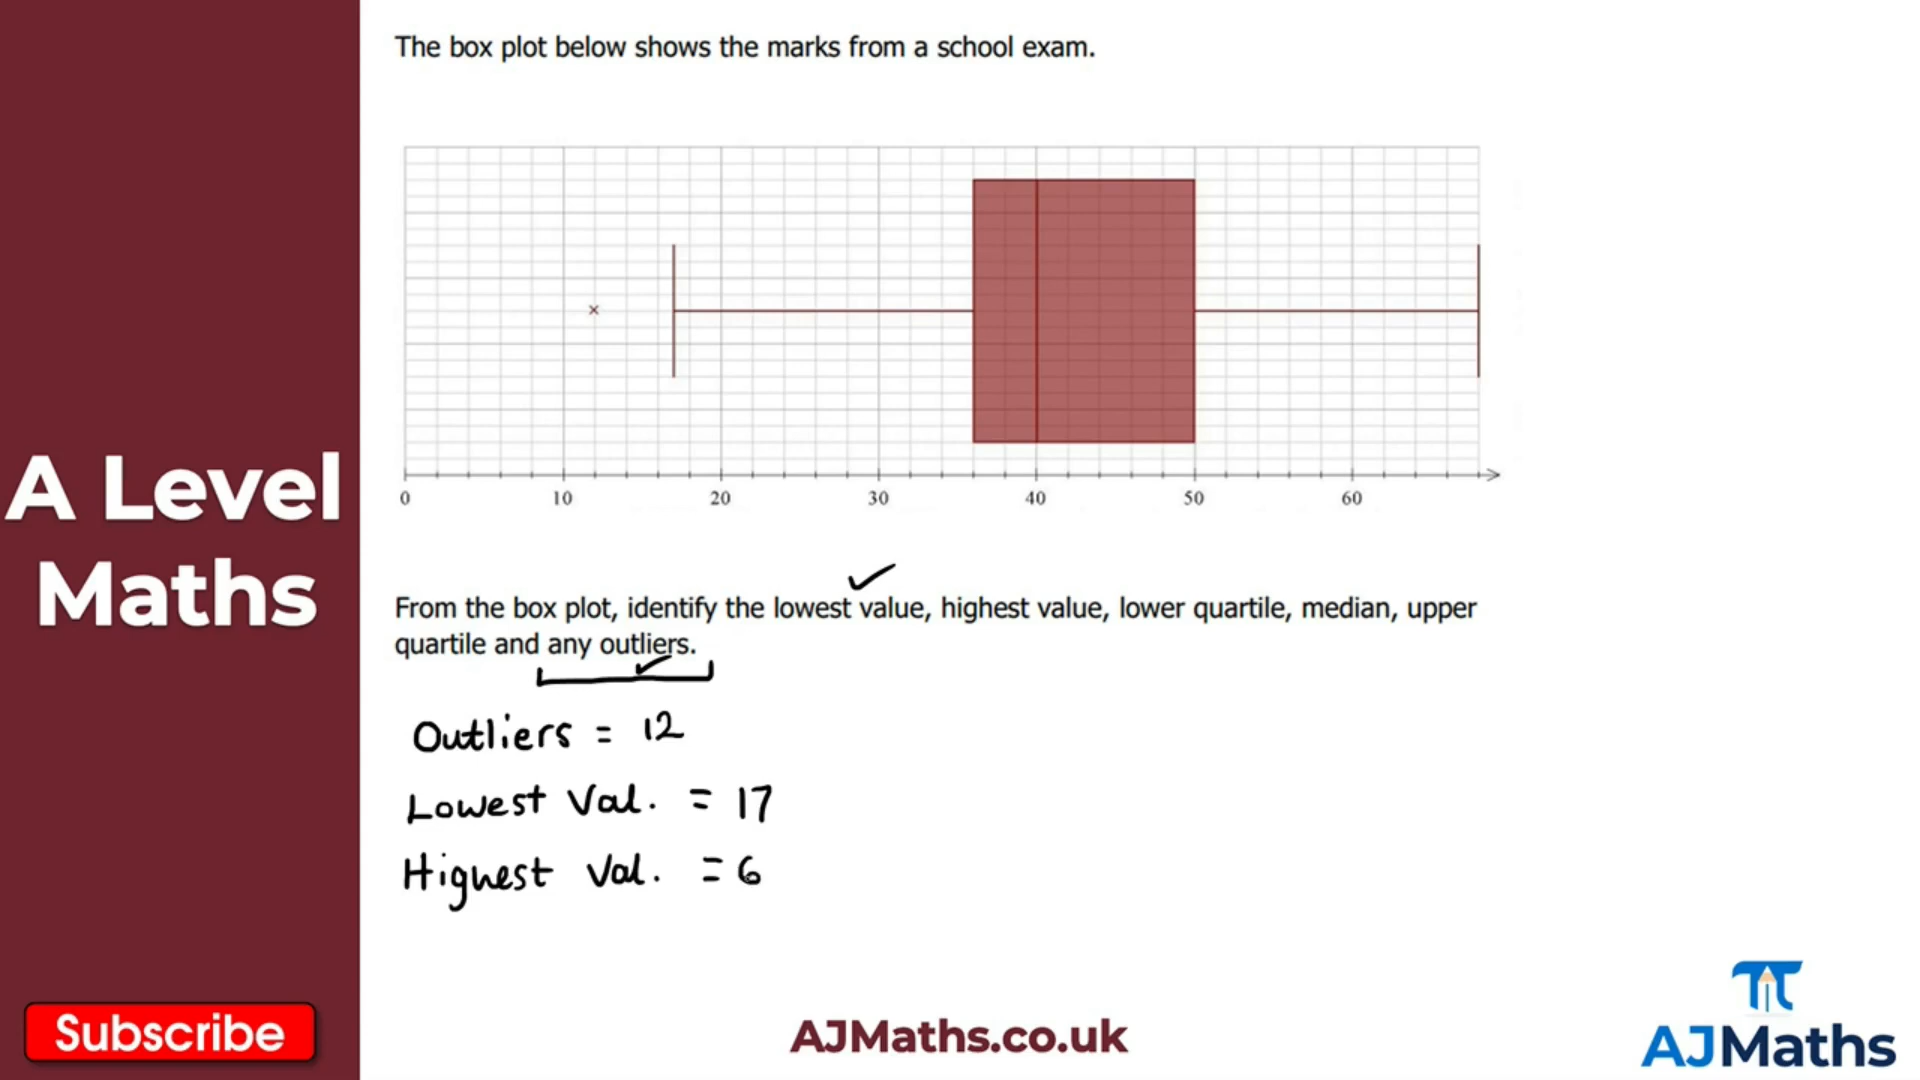 The box plot below shows the marks from a school exam.
0 10 20 30 40 50 60
A Level
Maths
From the box plot, identify the lowest value, highest value, lower quartile, median, upper
quartile and any outliers.
Outliers = 12
Lowest Val. = 17
Highest Val. = 6
Subscribe
AJMaths.co.uk
AJMaths